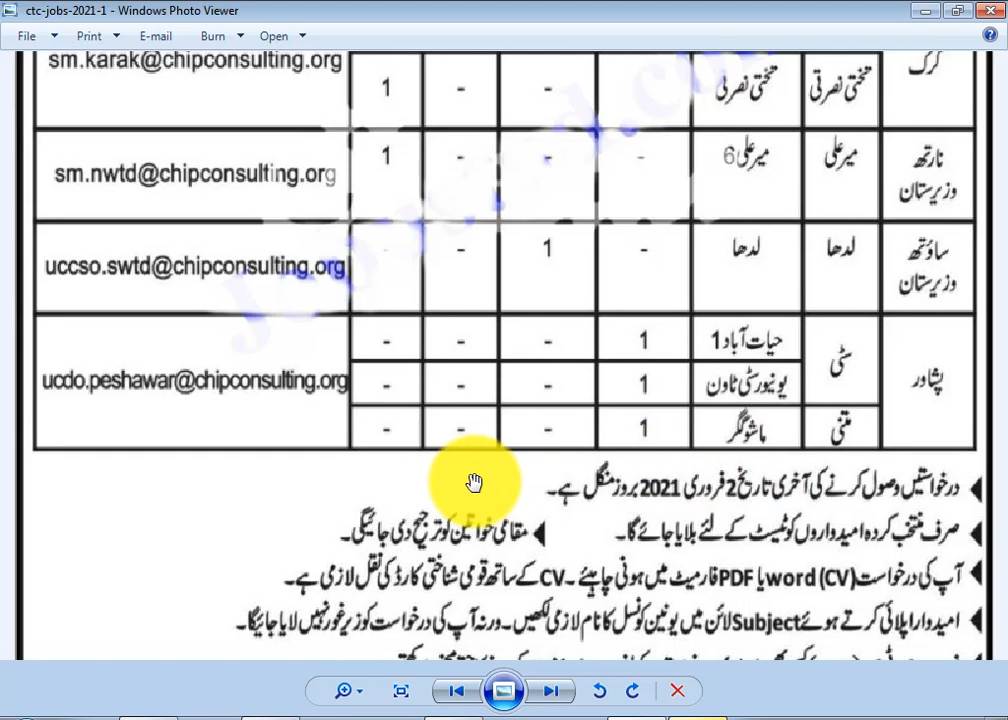 ctc-jobs-2021-1 - Windows Photo Viewer
File Print E-mail Burn Open
sm.karak@chipconsulting.org 1 - - تختی نصرتی تختی نصرتی کرک
sm.nwtd@chipconsulting.org 1 - - - میرعلی 6 میرعلی نارتھ وزیرستان
uccso.swtd@chipconsulting.org - - 1 - لدھا لدھا ساؤتھ وزیرستان
ucdo.peshawar@chipconsulting.org - - - 1 حیات آباد 1 سٹی پشاور
- - - 1 یونیورسٹی ٹاون
- - - 1 ماشوگگر متنی
درخواستیں وصول کرنے کی آخری تاریخ 2 فروری 2021 بروز منگل ہے۔
صرف منتخب کردہ امیدواروں کو ٹیسٹ کے لئے بلایا جائے گا۔ مقامی خواتین کو ترجیح دی جائیگی۔
آپ کی درخواست word (CV) یا PDF فارمیٹ میں ہونی چاہیئے۔ CV کے ساتھ قومی شناختی کارڈ کی نقل لازمی ہے۔
امیدوار اپلائی کرتے ہوئے Subject لائن میں یونین کونسل کا نام لازمی لکھیں۔ ورنہ آپ کی درخواست کو زیر غور نہیں لایا جائیگا۔